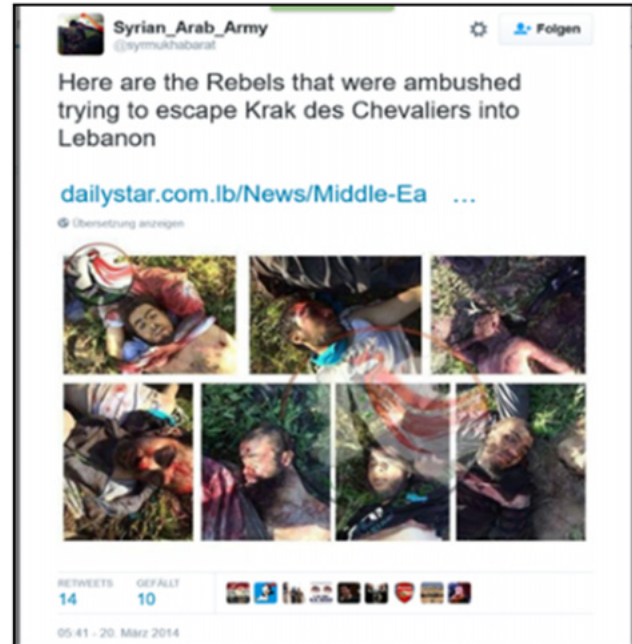 Syrian_Arab_Army
@syrmukhabarat
Folgen
Here are the Rebels that were ambushed
trying to escape Krak des Chevaliers into
Lebanon
dailystar.com.lb/News/Middle-Ea ...
Übersetzung anzeigen
RETWEETS
14
GEFÄLLT
10
05:41 - 20. März 2014